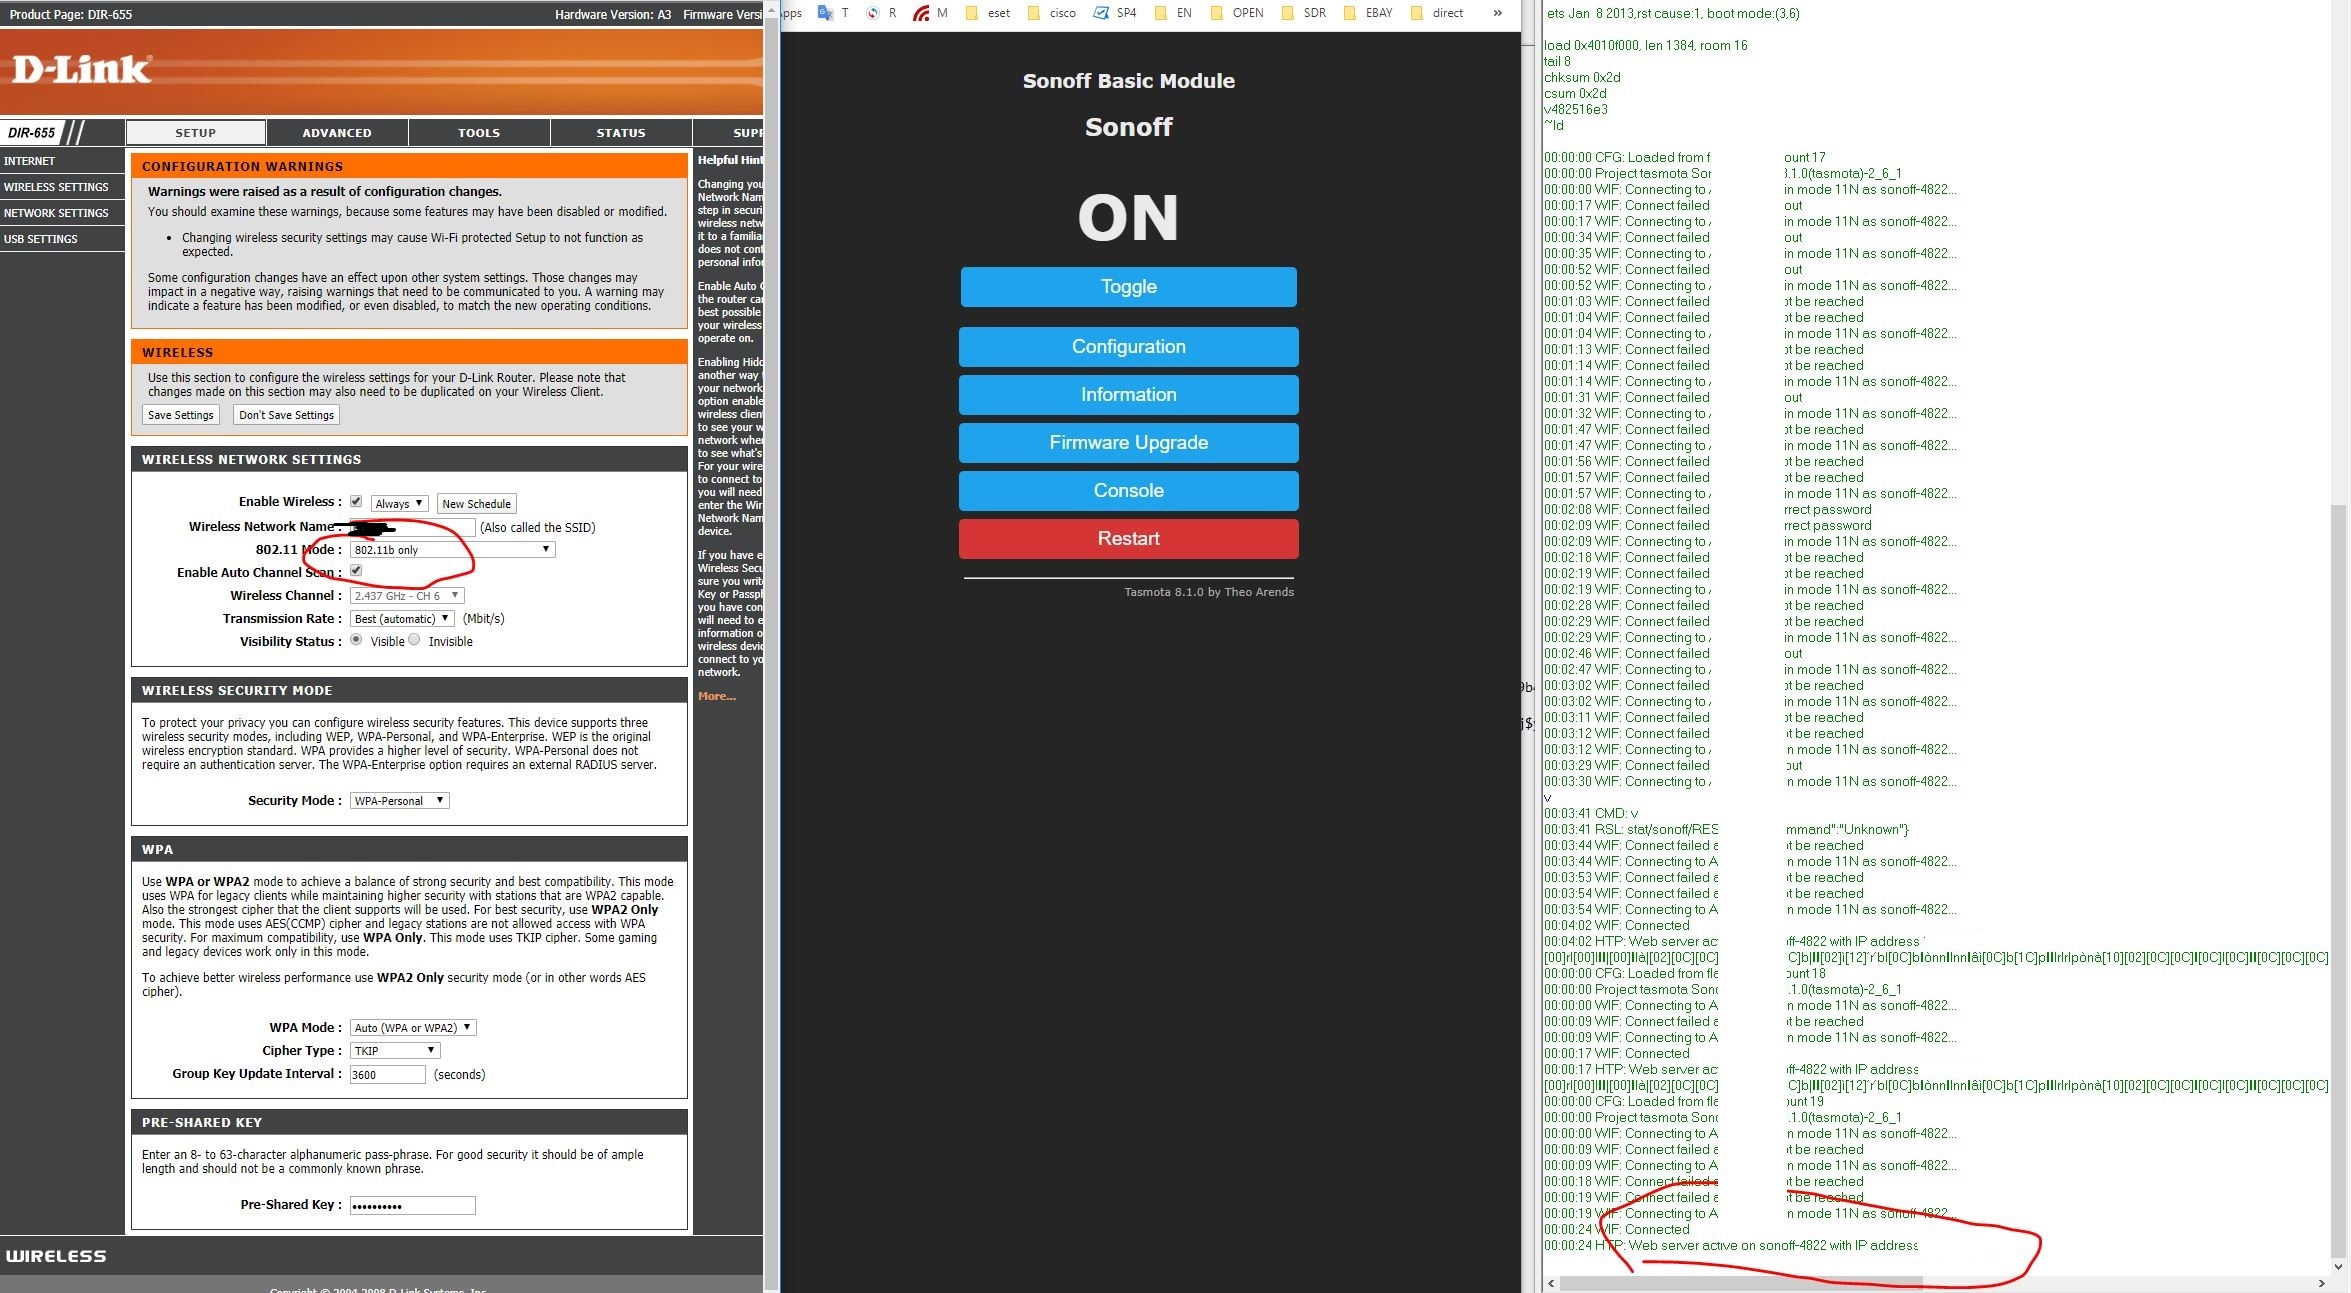 Product Page: DIR-655
Hardware Version: A3 Firmware Versi
D-Link
DIR-655
SETUP
ADVANCED
TOOLS
STATUS
SUPP
INTERNET
WIRELESS SETTINGS
NETWORK SETTINGS
USB SETTINGS
CONFIGURATION WARNINGS
Warnings were raised as a result of configuration changes.
You should examine these warnings, because some features may have been disabled or modified.
• Changing wireless security settings may cause Wi-Fi protected Setup to not function as
expected.
Some configuration changes have an effect upon other system settings. Those changes may
impact in a negative way, raising warnings that need to be communicated to you. A warning may
indicate a feature has been modified, or even disabled, to match the new operating conditions.
WIRELESS
Use this section to configure the wireless settings for your D-Link Router. Please note that
changes made on this section may also need to be duplicated on your Wireless Client.
Save Settings Don't Save Settings
WIRELESS NETWORK SETTINGS
Enable Wireless : Always New Schedule
Wireless Network Name : (Also called the SSID)
802.11 Mode : 802.11b only
Enable Auto Channel Scan :
Wireless Channel : 2.437 GHz - CH 6
Transmission Rate : Best (automatic) (Mbit/s)
Visibility Status : Visible Invisible
WIRELESS SECURITY MODE
To protect your privacy you can configure wireless security features. This device supports three
wireless security modes, including WEP, WPA-Personal, and WPA-Enterprise. WEP is the original
wireless encryption standard. WPA provides a higher level of security. WPA-Personal does not
require an authentication server. The WPA-Enterprise option requires an external RADIUS server.
Security Mode : WPA-Personal
WPA
Use WPA or WPA2 mode to achieve a balance of strong security and best compatibility. This mode
uses WPA for legacy clients while maintaining higher security with stations that are WPA2 capable.
Also the strongest cipher that the client supports will be used. For best security, use WPA2 Only
mode. This mode uses AES(CCMP) cipher and legacy stations are not allowed access with WPA
security. For maximum compatibility, use WPA Only. This mode uses TKIP cipher. Some gaming
and legacy devices work only in this mode.
To achieve better wireless performance use WPA2 Only security mode (or in other words AES
cipher).
WPA Mode : Auto (WPA or WPA2)
Cipher Type : TKIP
Group Key Update Interval : 3600 (seconds)
PRE-SHARED KEY
Enter an 8- to 63-character alphanumeric pass-phrase. For good security it should be of ample
length and should not be a commonly known phrase.
Pre-Shared Key : ••••••••••
WIRELESS
Copyright © 2004-2008 D-Link Systems, Inc.
Helpful Hint
Changing you
Network Nam
step in securi
wireless netw
it to a familia
does not cont
personal infor
Enable Auto C
the router can
best possible
your wireless
operate on.
Enabling Hidd
another way
your network
option enable
wireless client
to see your w
network when
to see what's
For your wire
to connect to
you will need
enter the Wir
Network Nam
device.
If you have e
Wireless Secu
sure you writ
Key or Passph
you have con
will need to e
information o
wireless devic
connect to yo
network.
More...
pps T R M eset cisco SP4 EN OPEN SDR EBAY direct »
Sonoff Basic Module
Sonoff
ON
Toggle
Configuration
Information
Firmware Upgrade
Console
Restart
Tasmota 8.1.0 by Theo Arends
ets Jan 8 2013,rst cause:1, boot mode:(3,6)
load 0x4010f000, len 1384, room 16
tail 8
chksum 0x2d
csum 0x2d
v482516e3
~ld
00:00:00 CFG: Loaded from f ount 17
00:00:00 Project tasmota Sor 8.1.0(tasmota)-2_6_1
00:00:00 WIF: Connecting to in mode 11N as sonoff-4822...
00:00:17 WIF: Connect failed out
00:00:17 WIF: Connecting to in mode 11N as sonoff-4822...
00:00:34 WIF: Connect failed out
00:00:35 WIF: Connecting to in mode 11N as sonoff-4822...
00:00:52 WIF: Connect failed out
00:00:52 WIF: Connecting to in mode 11N as sonoff-4822...
00:01:03 WIF: Connect failed ot be reached
00:01:04 WIF: Connect failed ot be reached
00:01:04 WIF: Connecting to in mode 11N as sonoff-4822...
00:01:13 WIF: Connect failed ot be reached
00:01:14 WIF: Connect failed ot be reached
00:01:14 WIF: Connecting to in mode 11N as sonoff-4822...
00:01:31 WIF: Connect failed out
00:01:32 WIF: Connecting to in mode 11N as sonoff-4822...
00:01:47 WIF: Connect failed ot be reached
00:01:47 WIF: Connecting to in mode 11N as sonoff-4822...
00:01:56 WIF: Connect failed ot be reached
00:01:57 WIF: Connect failed ot be reached
00:01:57 WIF: Connecting to in mode 11N as sonoff-4822...
00:02:08 WIF: Connect failed rrect password
00:02:09 WIF: Connect failed rrect password
00:02:09 WIF: Connecting to in mode 11N as sonoff-4822...
00:02:18 WIF: Connect failed ot be reached
00:02:19 WIF: Connect failed ot be reached
00:02:19 WIF: Connecting to in mode 11N as sonoff-4822...
00:02:28 WIF: Connect failed ot be reached
00:02:29 WIF: Connect failed ot be reached
00:02:29 WIF: Connecting to in mode 11N as sonoff-4822...
00:02:46 WIF: Connect failed out
00:02:47 WIF: Connecting to in mode 11N as sonoff-4822...
00:03:02 WIF: Connect failed ot be reached
00:03:02 WIF: Connecting to in mode 11N as sonoff-4822...
00:03:11 WIF: Connect failed ot be reached
00:03:12 WIF: Connect failed ot be reached
00:03:12 WIF: Connecting to n mode 11N as sonoff-4822...
00:03:29 WIF: Connect failed out
00:03:30 WIF: Connecting to n mode 11N as sonoff-4822...
v
00:03:41 CMD: v
00:03:41 RSL: stat/sonoff/RES mmand":"Unknown"}
00:03:44 WIF: Connect failed a ot be reached
00:03:44 WIF: Connecting to A n mode 11N as sonoff-4822...
00:03:53 WIF: Connect failed a ot be reached
00:03:54 WIF: Connect failed a ot be reached
00:03:54 WIF: Connecting to A n mode 11N as sonoff-4822...
00:04:02 WIF: Connected
00:04:02 HTP: Web server act off-4822 with IP address
00:00:00 CFG: Loaded from fla ount 18
00:00:00 Project tasmota Sono .1.0(tasmota)-2_6_1
00:00:00 WIF: Connecting to A n mode 11N as sonoff-4822...
00:00:09 WIF: Connect failed a ot be reached
00:00:09 WIF: Connecting to A n mode 11N as sonoff-4822...
00:00:17 WIF: Connected
00:00:17 HTP: Web server act off-4822 with IP address
00:00:00 CFG: Loaded from fla ount 19
00:00:00 Project tasmota Sono .1.0(tasmota)-2_6_1
00:00:00 WIF: Connecting to A n mode 11N as sonoff-4822...
00:00:09 WIF: Connect failed a ot be reached
00:00:09 WIF: Connecting to A n mode 11N as sonoff-4822...
00:00:18 WIF: Connect failed a ot be reached
00:00:19 WIF: Connect failed a ot be reached
00:00:19 WIF: Connecting to A n mode 11N as sonoff-4822...
00:00:24 WIF: Connected
00:00:24 HTP: Web server active on sonoff-4822 with IP address